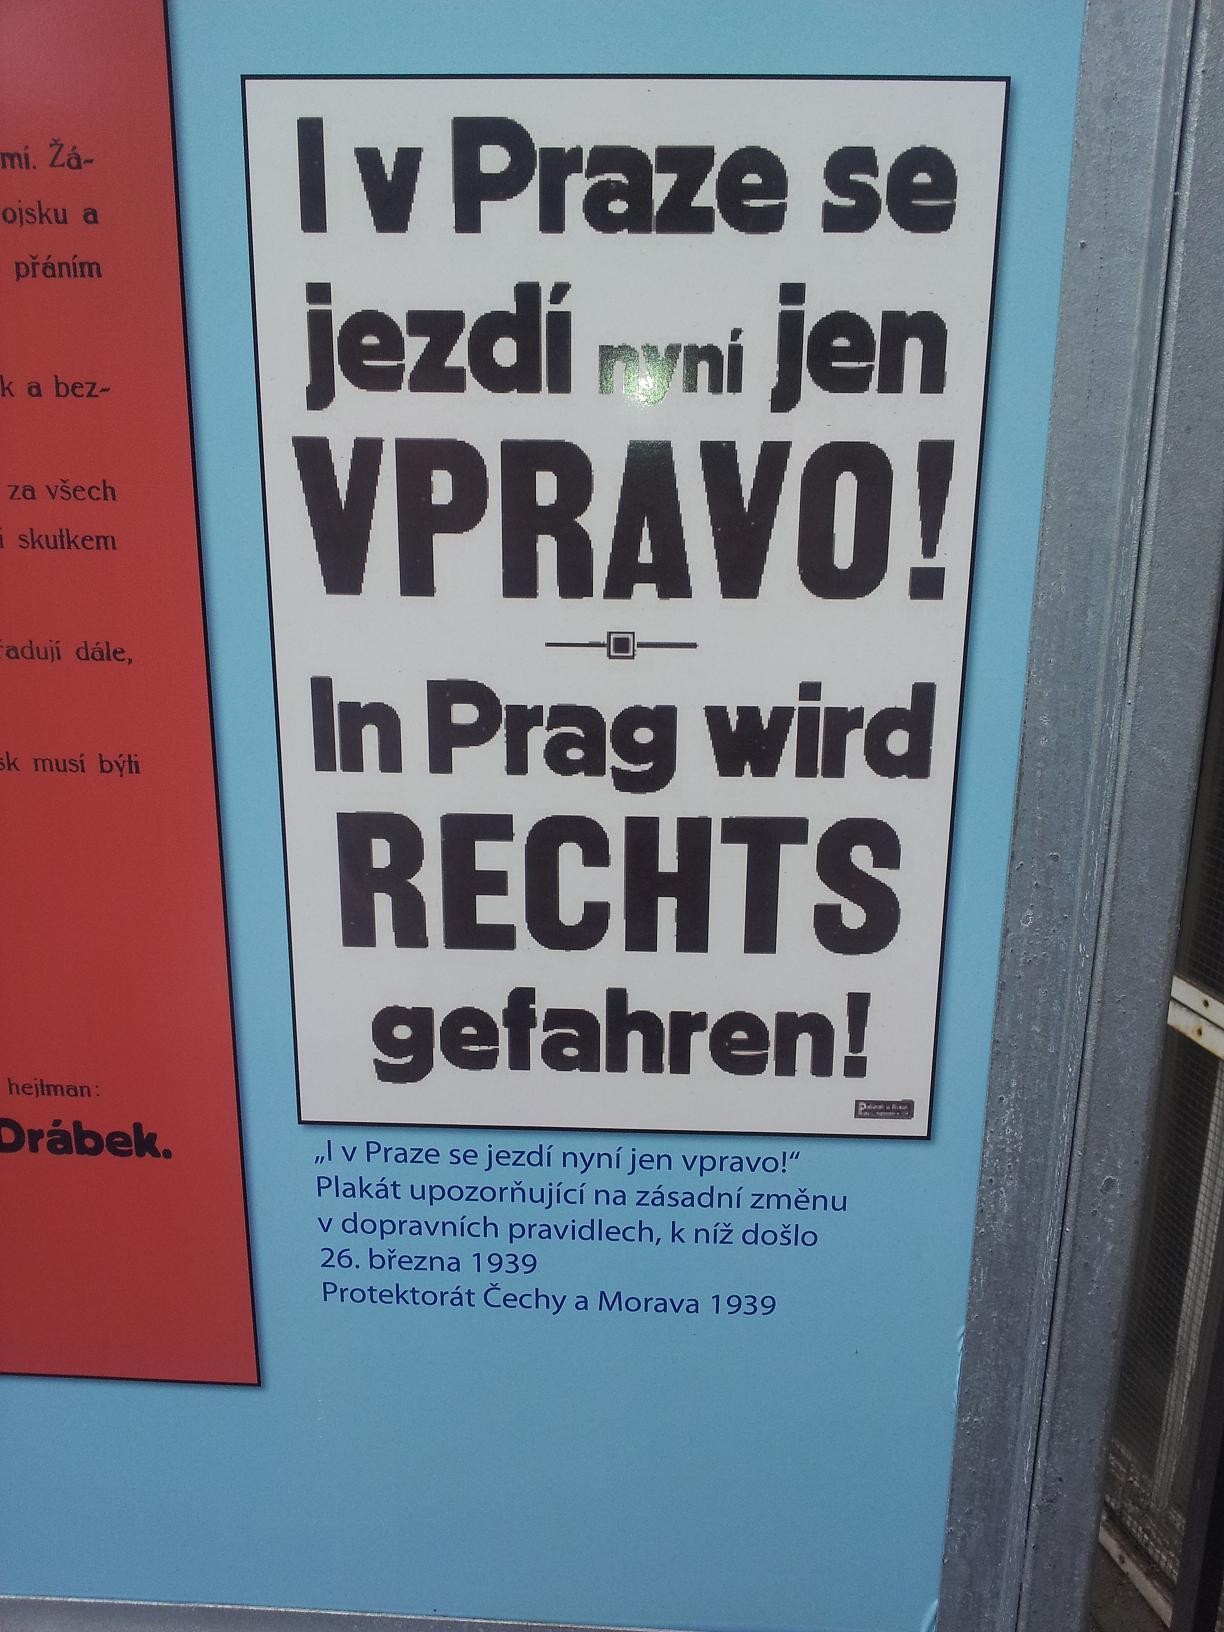 mí. Žá-
ojsku a
přáním
k a bez-
za všech
skutkem
řadují dále,
sk musí býti
hejtman:
Drábek.
I v Praze se
jezdí nyní jen
VPRAVO!
In Prag wird
RECHTS
gefahren!
„I v Praze se jezdí nyní jen vpravo!“
Plakát upozorňující na zásadní změnu
v dopravních pravidlech, k níž došlo
26. března 1939
Protektorát Čechy a Morava 1939